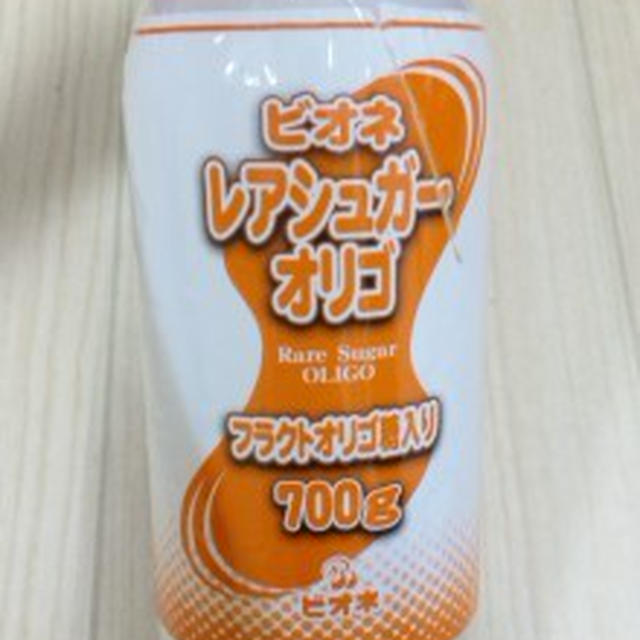 ビオネ
レアシュガー
オリゴ
Rare Sugar
OLIGO
フラクトオリゴ糖入り
700g
ビオネ